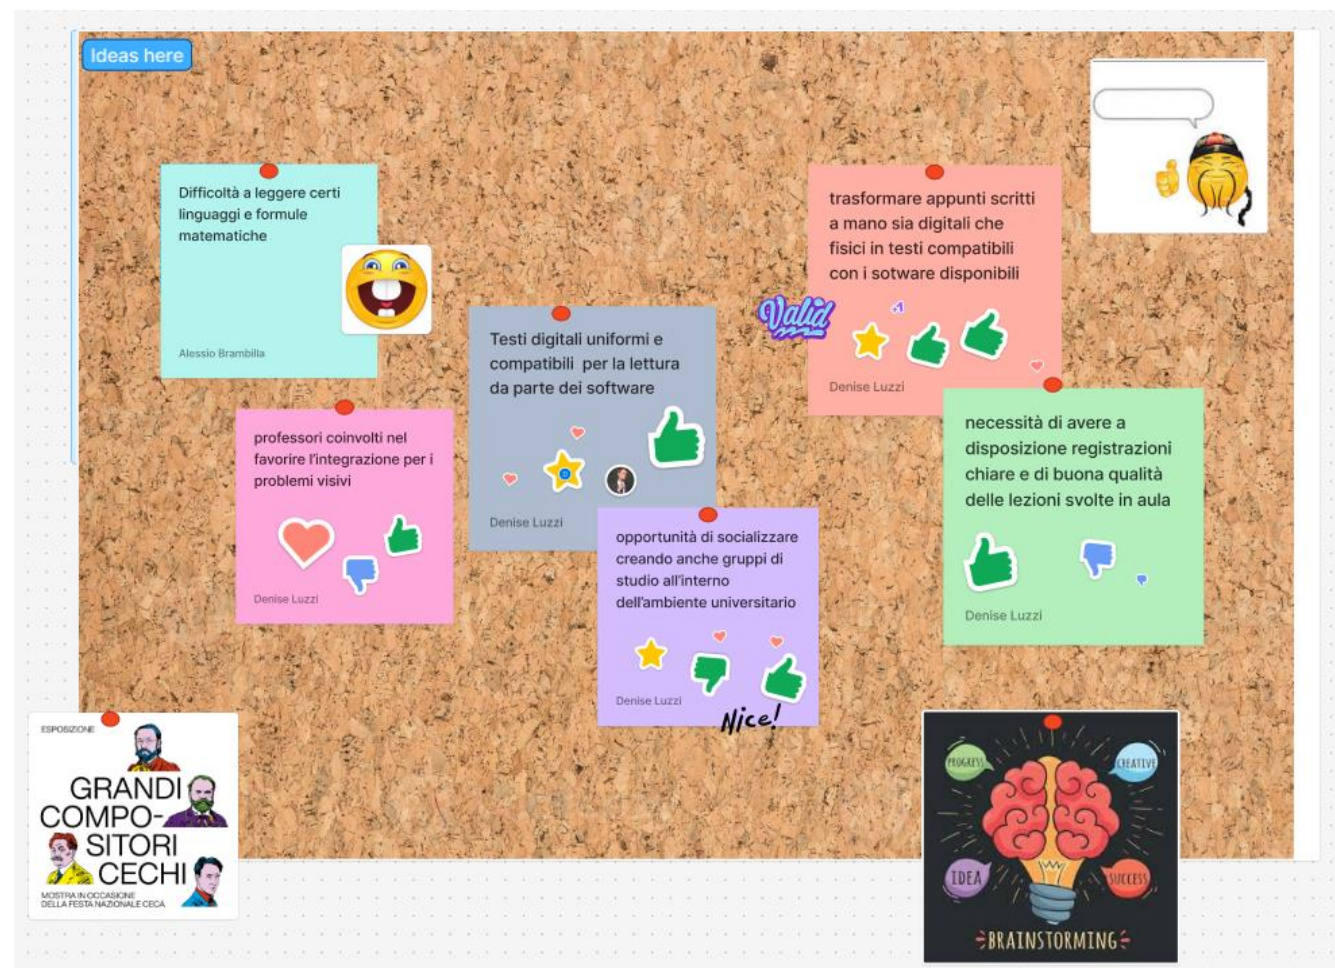 Ideas here
Difficoltà a leggere certi
linguaggi e formule
matematiche
Alessio Brambilla
trasformare appunti scritti
a mano sia digitali che
fisici in testi compatibili
con i sotware disponibili
Valid
+1
Denise Luzzi
Testi digitali uniformi e
compatibili per la lettura
da parte dei software
Denise Luzzi
professori coinvolti nel
favorire l'integrazione per i
problemi visivi
Denise Luzzi
necessità di avere a
disposizione registrazioni
chiare e di buona qualità
delle lezioni svolte in aula
Denise Luzzi
opportunità di socializzare
creando anche gruppi di
studio all'interno
dell'ambiente universitario
Denise Luzzi
Nice!
ESPOSIZIONE
GRANDI
COMPO-
SITORI
CECHI
MOSTRA IN OCCASIONE
DELLA FESTA NAZIONALE CECA
PROGRESS
CREATIVE
IDEA
SUCCESS
BRAINSTORMING